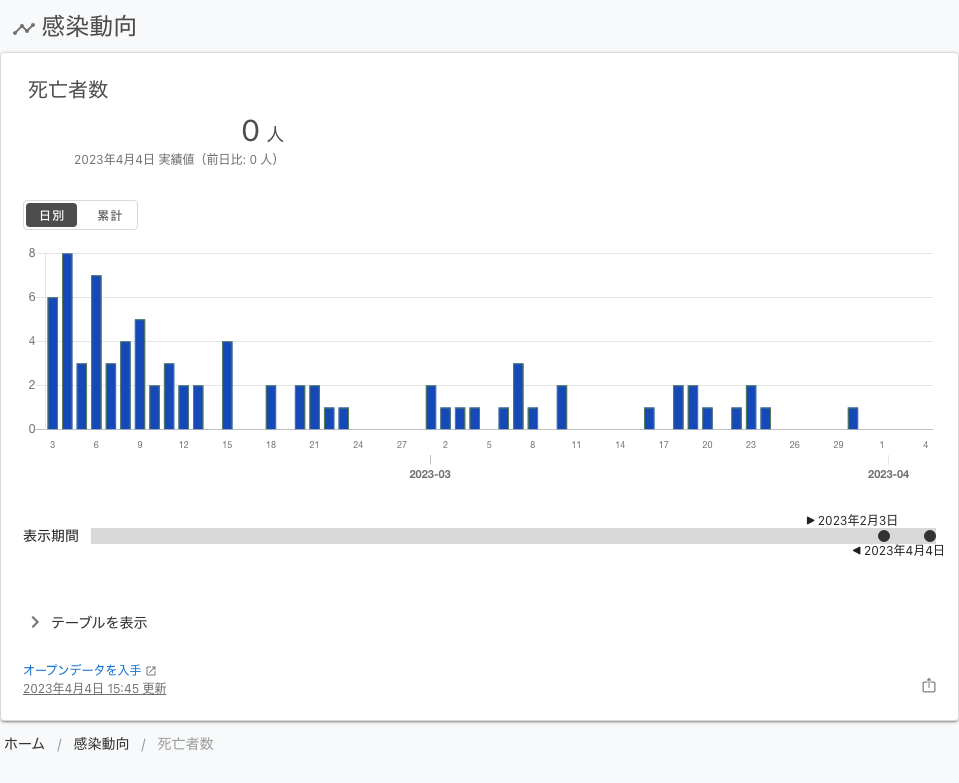 感染動向
死亡者数
0 人
2023年4月4日 実績値（前日比: 0 人）
日別 累計
8
6
4
2
0
3 6 9 12 15 18 21 24 27 2 5 8 11 14 17 20 23 26 29 1 4
2023-03 2023-04
2023年2月3日
表示期間
2023年4月4日
テーブルを表示
オープンデータを入手
2023年4月4日 15:45 更新
ホーム / 感染動向 / 死亡者数